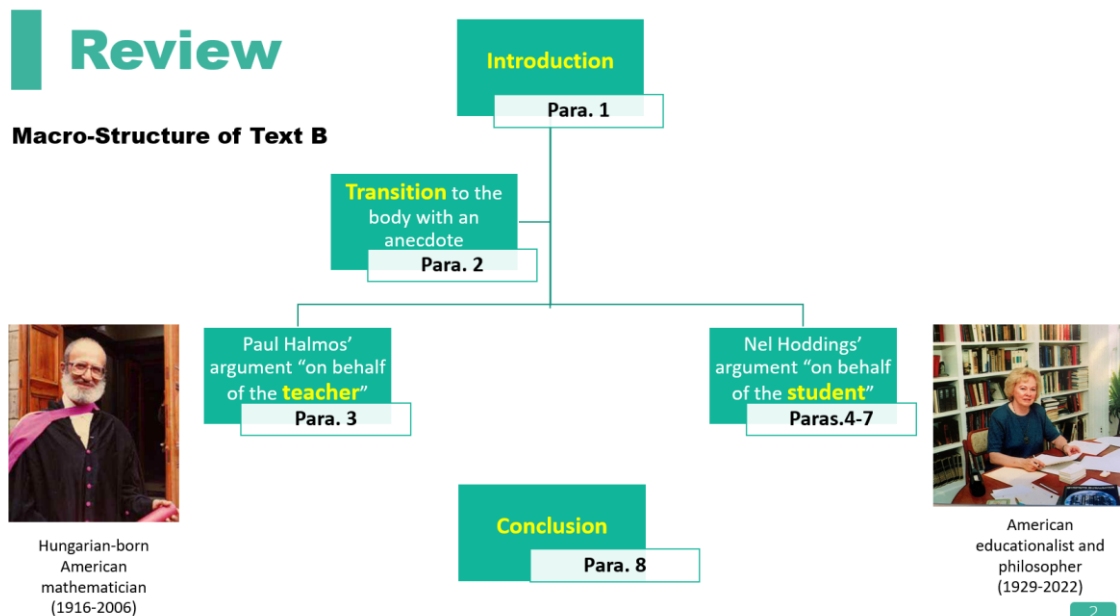 Review
Macro-Structure of Text B
Introduction
Para. 1
Transition to the
body with an
anecdote
Para. 2
Paul Halmos'
argument "on behalf
of the teacher"
Para. 3
Nel Hoddings'
argument "on behalf
of the student"
Paras.4-7
Conclusion
Para. 8
Hungarian-born
American
mathematician
(1916-2006)
American
educationalist and
philosopher
(1929-2022)
2